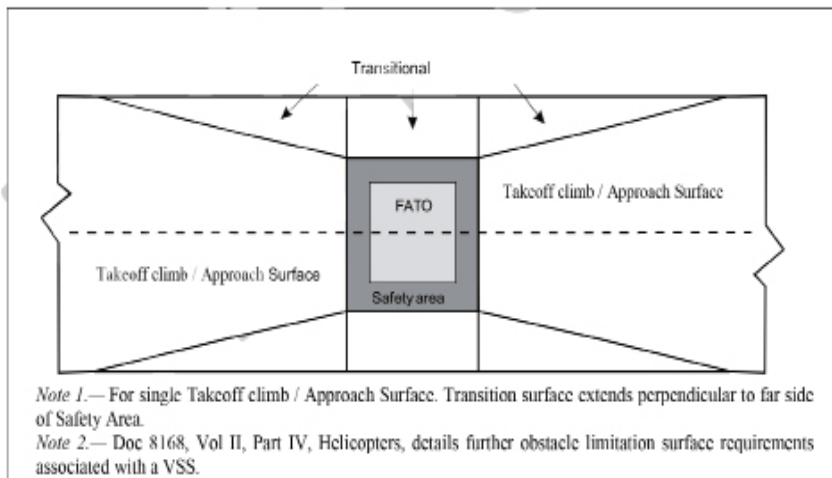 Transitional
Takeoff climb / Approach Surface
FATO
Takeoff climb / Approach Surface
Safety area
Note 1.— For single Takeoff climb / Approach Surface. Transition surface extends perpendicular to far side
of Safety Area.
Note 2.— Doc 8168, Vol II, Part IV, Helicopters, details further obstacle limitation surface requirements
associated with a VSS.